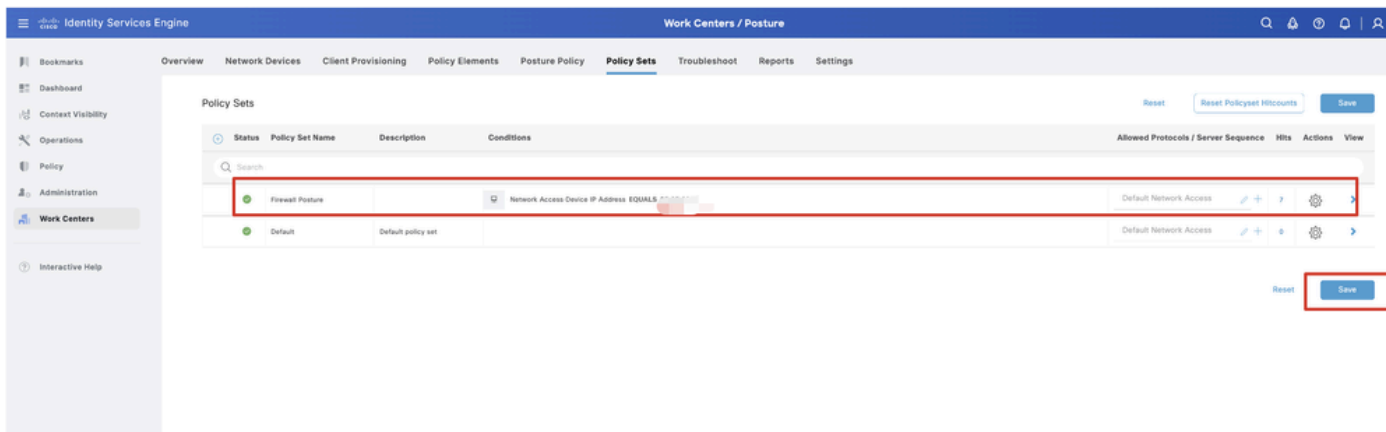 cisco Identity Services Engine
Work Centers / Posture
Bookmarks
Dashboard
Context Visibility
Operations
Policy
Administration
Work Centers
Interactive Help
Overview Network Devices Client Provisioning Policy Elements Posture Policy Policy Sets Troubleshoot Reports Settings
Policy Sets
Reset Reset Policyset Hitcounts Save
Status Policy Set Name Description Conditions Allowed Protocols / Server Sequence Hits Actions View
Search
Firewall Posture Network Access Device IP Address EQUALS Default Network Access 7
Default Default policy set Default Network Access 0
Reset Save